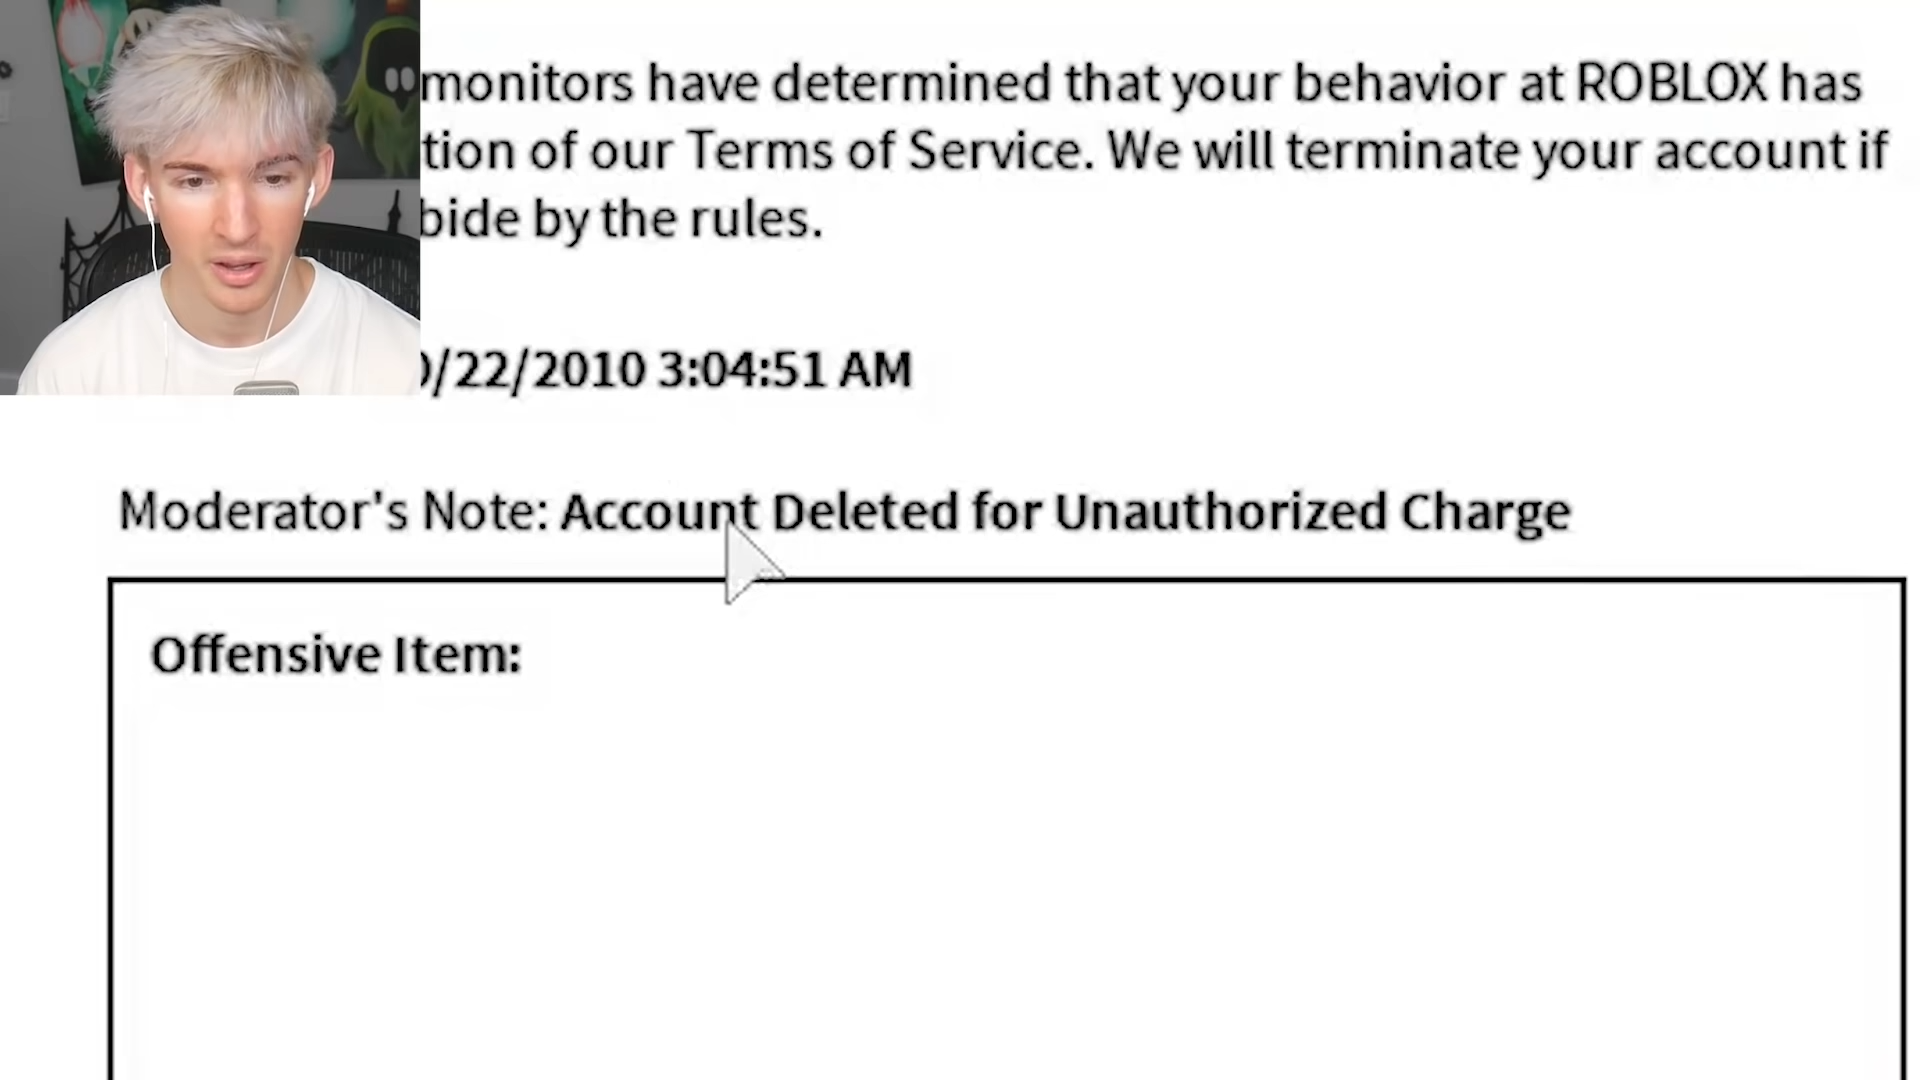 monitors have determined that your behavior at ROBLOX has
tion of our Terms of Service. We will terminate your account if
bide by the rules.
0/22/2010 3:04:51 AM
Moderator's Note: Account Deleted for Unauthorized Charge
Offensive Item: